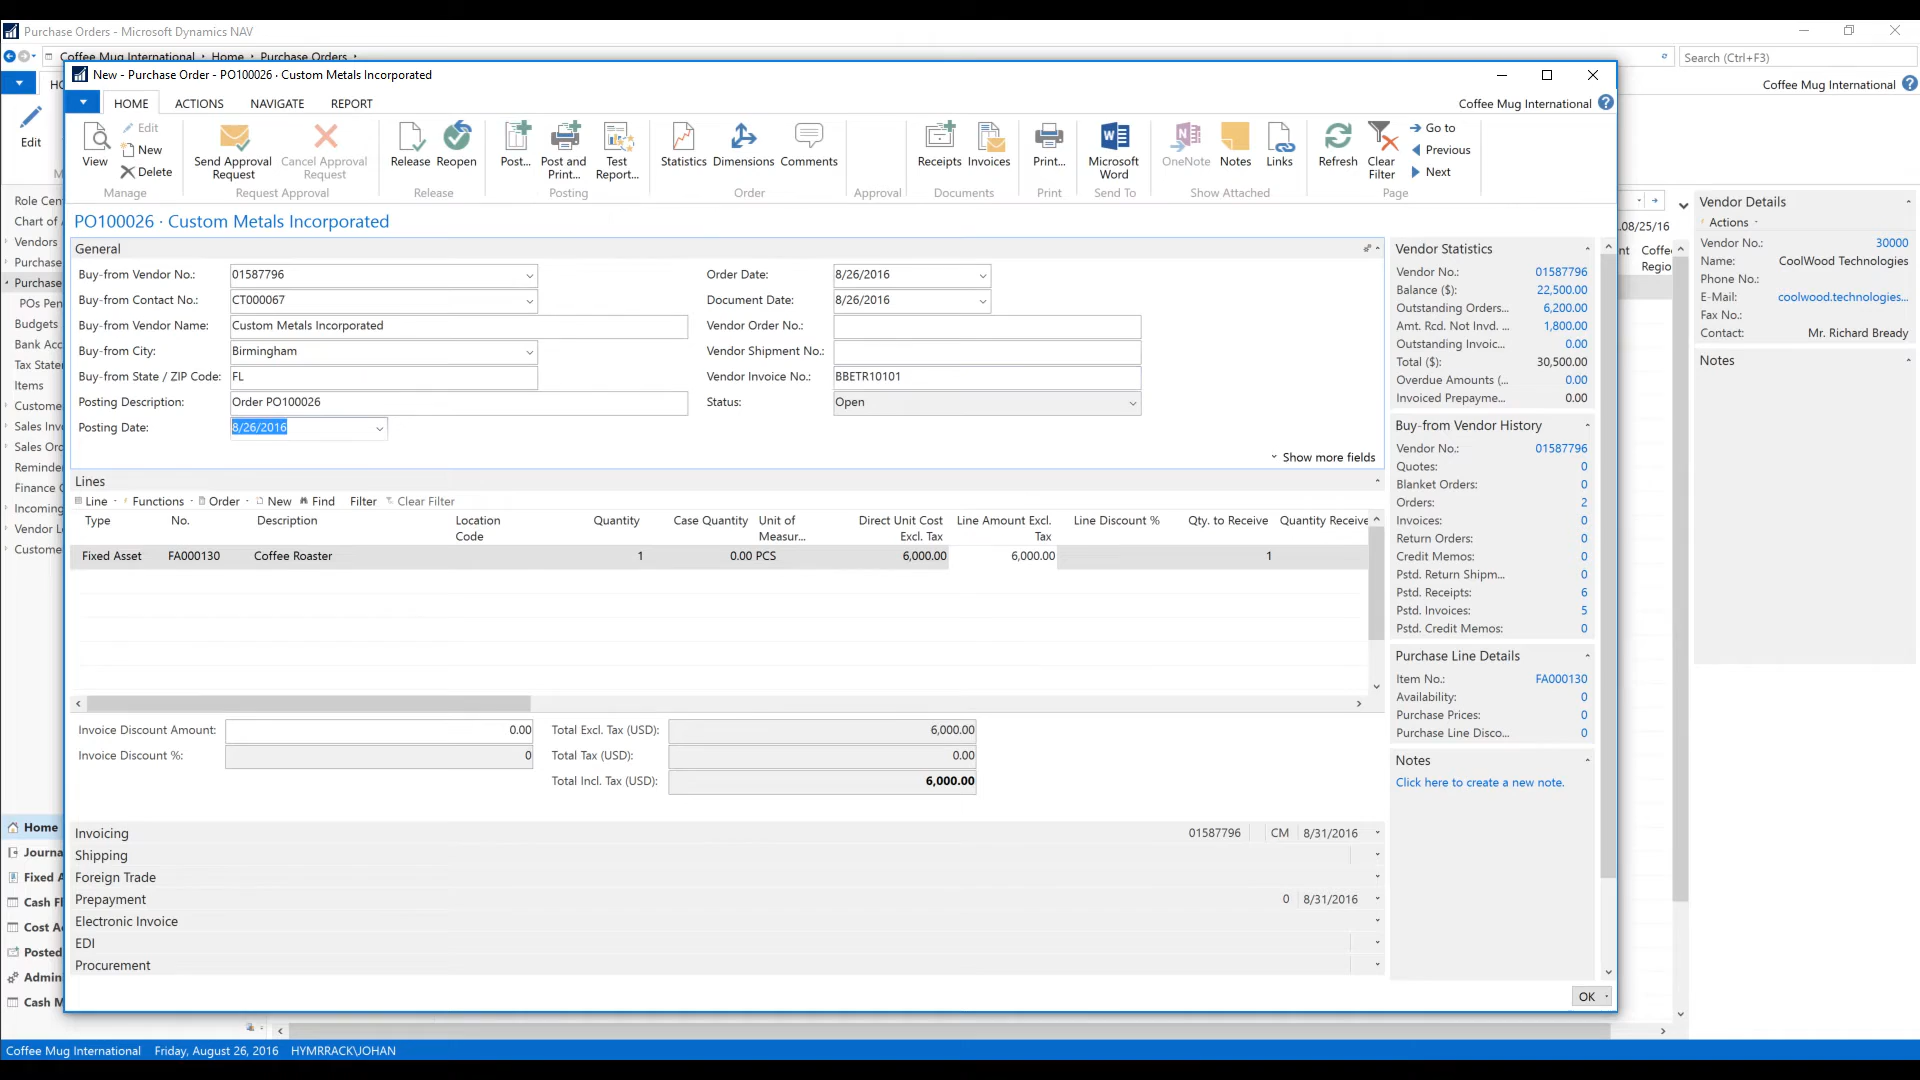 Purchase Orders - Microsoft Dynamics NAV
Coffee Mug International Home Purchase Orders
Search (Ctrl+F3)
Coffee Mug International
New - Purchase Order - PO100026 · Custom Metals Incorporated
HOME ACTIONS NAVIGATE REPORT
Coffee Mug International
Edit
View
Edit
New
Delete
Manage
Send Approval Request
Cancel Approval Request
Request Approval
Release
Reopen
Release
Post...
Post and Print...
Test Report...
Posting
Statistics
Dimensions
Comments
Order
Approval
Receipts
Invoices
Documents
Print...
Print
Microsoft Word
Send To
OneNote
Notes
Links
Show Attached
Refresh
Clear Filter
Go to
Previous
Next
Page
PO100026 · Custom Metals Incorporated
General
Buy-from Vendor No.: 01587796
Buy-from Contact No.: CT000067
Buy-from Vendor Name: Custom Metals Incorporated
Buy-from City: Birmingham
Buy-from State / ZIP Code: FL
Posting Description: Order PO100026
Posting Date: 8/26/2016
Order Date: 8/26/2016
Document Date: 8/26/2016
Vendor Order No.:
Vendor Shipment No.:
Vendor Invoice No.: BBETR10101
Status: Open
Show more fields
Lines
Line Functions Order New Find Filter Clear Filter
Type No. Description Location Code Quantity Case Quantity Unit of Measur... Direct Unit Cost Excl. Tax Line Amount Excl. Tax Line Discount % Qty. to Receive Quantity Receive
Fixed Asset FA000130 Coffee Roaster 1 0.00 PCS 6,000.00 6,000.00 1
Invoice Discount Amount: 0.00
Invoice Discount %: 0
Total Excl. Tax (USD): 6,000.00
Total Tax (USD): 0.00
Total Incl. Tax (USD): 6,000.00
Invoicing 01587796 CM 8/31/2016
Shipping
Foreign Trade
Prepayment 0 8/31/2016
Electronic Invoice
EDI
Procurement
Vendor Statistics
Vendor No.: 01587796
Balance ($): 22,500.00
Outstanding Orders... 6,200.00
Amt. Rcd. Not Invd. ... 1,800.00
Outstanding Invoic... 0.00
Total ($): 30,500.00
Overdue Amounts (... 0.00
Invoiced Prepayme... 0.00
Buy-from Vendor History
Vendor No.: 01587796
Quotes: 0
Blanket Orders: 0
Orders: 2
Invoices: 0
Return Orders: 0
Credit Memos: 0
Pstd. Return Shipm... 0
Pstd. Receipts: 6
Pstd. Invoices: 5
Pstd. Credit Memos: 0
Purchase Line Details
Item No.: FA000130
Availability: 0
Purchase Prices: 0
Purchase Line Disco... 0
Notes
Click here to create a new note.
OK
Role Cen
Chart of
Vendors
Purchase
Purchase
POs Pen
Budgets
Bank Acc
Tax State
Items
Custome
Sales Inv
Sales Ord
Reminde
Finance
Incoming
Vendor L
Custome
Home
Journa
Fixed A
Cash Fl
Cost A
Posted
Admin
Cash M
08/25/16
nt Coffe
Regio
Vendor Details
Actions
Vendor No.: 30000
Name: CoolWood Technologies
Phone No.:
E-Mail: coolwood.technologies...
Fax No.:
Contact: Mr. Richard Bready
Notes
Coffee Mug International Friday, August 26, 2016 HYMRRACK\JOHAN